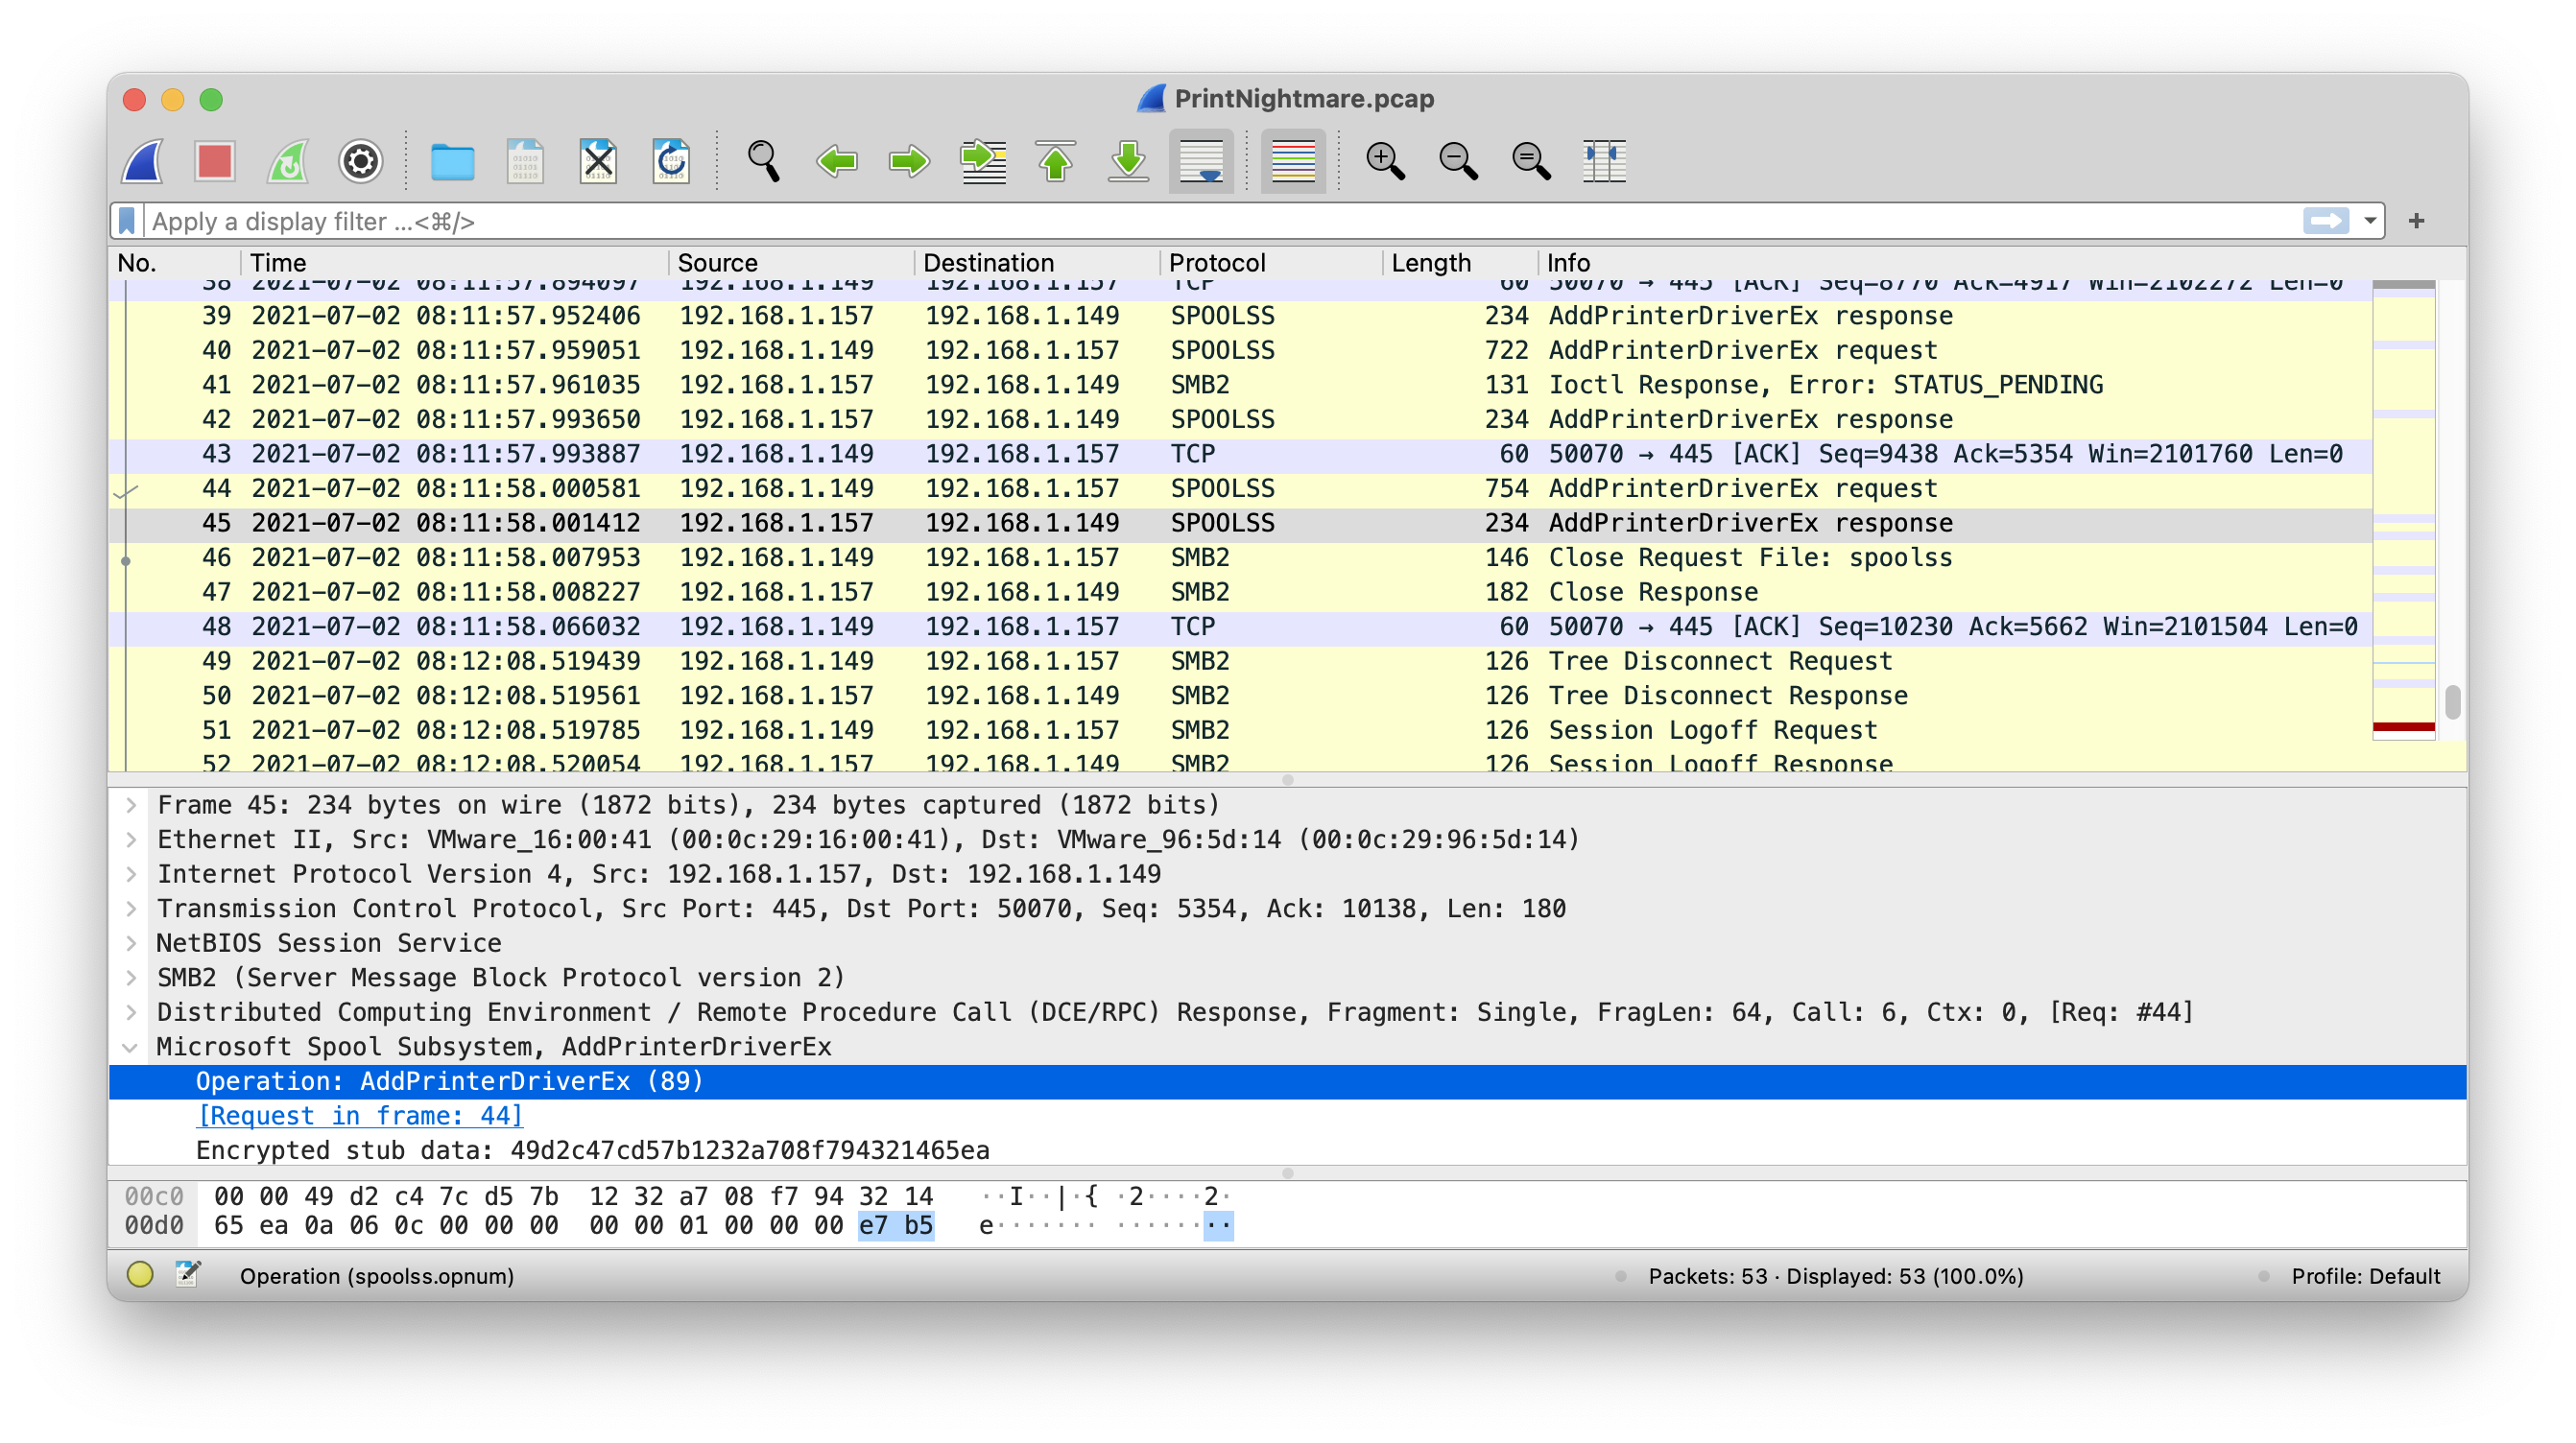 PrintNightmare.pcap
Apply a display filter ...<⌘/>
No. Time Source Destination Protocol Length Info
38 2021-07-02 08:11:57.894097 192.168.1.149 192.168.1.157 TCP 60 50070 → 445 [ACK] Seq=8770 Ack=4917 Win=2102272 Len=0
39 2021-07-02 08:11:57.952406 192.168.1.157 192.168.1.149 SPOOLSS 234 AddPrinterDriverEx response
40 2021-07-02 08:11:57.959051 192.168.1.149 192.168.1.157 SPOOLSS 722 AddPrinterDriverEx request
41 2021-07-02 08:11:57.961035 192.168.1.157 192.168.1.149 SMB2 131 Ioctl Response, Error: STATUS_PENDING
42 2021-07-02 08:11:57.993650 192.168.1.157 192.168.1.149 SPOOLSS 234 AddPrinterDriverEx response
43 2021-07-02 08:11:57.993887 192.168.1.149 192.168.1.157 TCP 60 50070 → 445 [ACK] Seq=9438 Ack=5354 Win=2101760 Len=0
44 2021-07-02 08:11:58.000581 192.168.1.149 192.168.1.157 SPOOLSS 754 AddPrinterDriverEx request
45 2021-07-02 08:11:58.001412 192.168.1.157 192.168.1.149 SPOOLSS 234 AddPrinterDriverEx response
46 2021-07-02 08:11:58.007953 192.168.1.149 192.168.1.157 SMB2 146 Close Request File: spoolss
47 2021-07-02 08:11:58.008227 192.168.1.157 192.168.1.149 SMB2 182 Close Response
48 2021-07-02 08:11:58.066032 192.168.1.149 192.168.1.157 TCP 60 50070 → 445 [ACK] Seq=10230 Ack=5662 Win=2101504 Len=0
49 2021-07-02 08:12:08.519439 192.168.1.149 192.168.1.157 SMB2 126 Tree Disconnect Request
50 2021-07-02 08:12:08.519561 192.168.1.157 192.168.1.149 SMB2 126 Tree Disconnect Response
51 2021-07-02 08:12:08.519785 192.168.1.149 192.168.1.157 SMB2 126 Session Logoff Request
52 2021-07-02 08:12:08.520054 192.168.1.157 192.168.1.149 SMB2 126 Session Logoff Response
Frame 45: 234 bytes on wire (1872 bits), 234 bytes captured (1872 bits)
Ethernet II, Src: VMware_16:00:41 (00:0c:29:16:00:41), Dst: VMware_96:5d:14 (00:0c:29:96:5d:14)
Internet Protocol Version 4, Src: 192.168.1.157, Dst: 192.168.1.149
Transmission Control Protocol, Src Port: 445, Dst Port: 50070, Seq: 5354, Ack: 10138, Len: 180
NetBIOS Session Service
SMB2 (Server Message Block Protocol version 2)
Distributed Computing Environment / Remote Procedure Call (DCE/RPC) Response, Fragment: Single, FragLen: 64, Call: 6, Ctx: 0, [Req: #44]
Microsoft Spool Subsystem, AddPrinterDriverEx
Operation: AddPrinterDriverEx (89)
[Request in frame: 44]
Encrypted stub data: 49d2c47cd57b1232a708f794321465ea
00c0 00 00 49 d2 c4 7c d5 7b 12 32 a7 08 f7 94 32 14 ··I··|·{ ·2····2·
00d0 65 ea 0a 06 0c 00 00 00 00 00 01 00 00 00 e7 b5 e······· ········
Operation (spoolss.opnum) Packets: 53 · Displayed: 53 (100.0%) Profile: Default